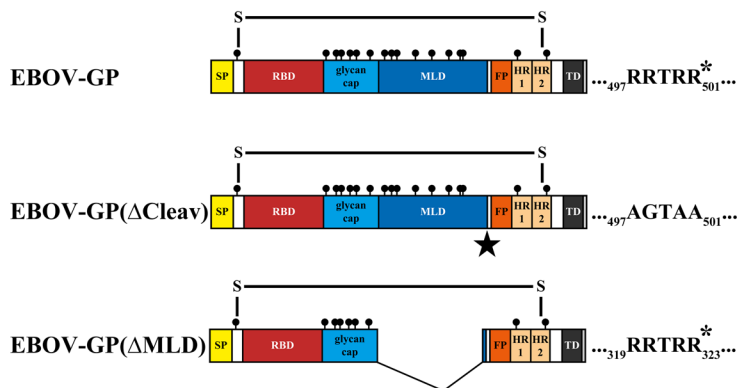 S S
EBOV-GP SP RBD glycan cap MLD FP HR 1 HR 2 TD ...497RRTRR*501...
S S
EBOV-GP(ΔCleav) SP RBD glycan cap MLD FP HR 1 HR 2 TD ...497AGTAA501...
S S
EBOV-GP(ΔMLD) SP RBD glycan cap FP HR 1 HR 2 TD ...319RRTRR*323...